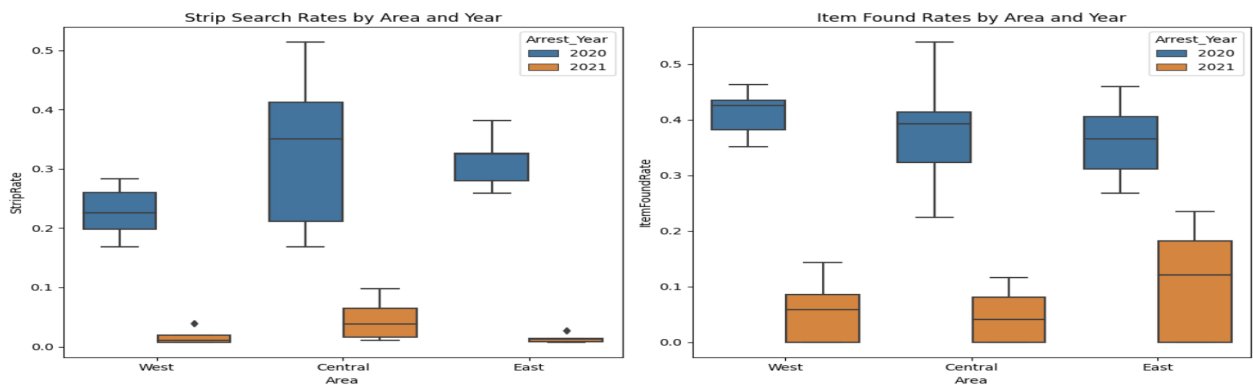 Strip Search Rates by Area and Year
Arrest_Year
2020
2021
0.5
0.4
0.3
0.2
0.1
0.0
StripRate
West Central East
Area
Item Found Rates by Area and Year
Arrest_Year
2020
2021
0.5
0.4
0.3
0.2
0.1
0.0
ItemFoundRate
West Central East
Area